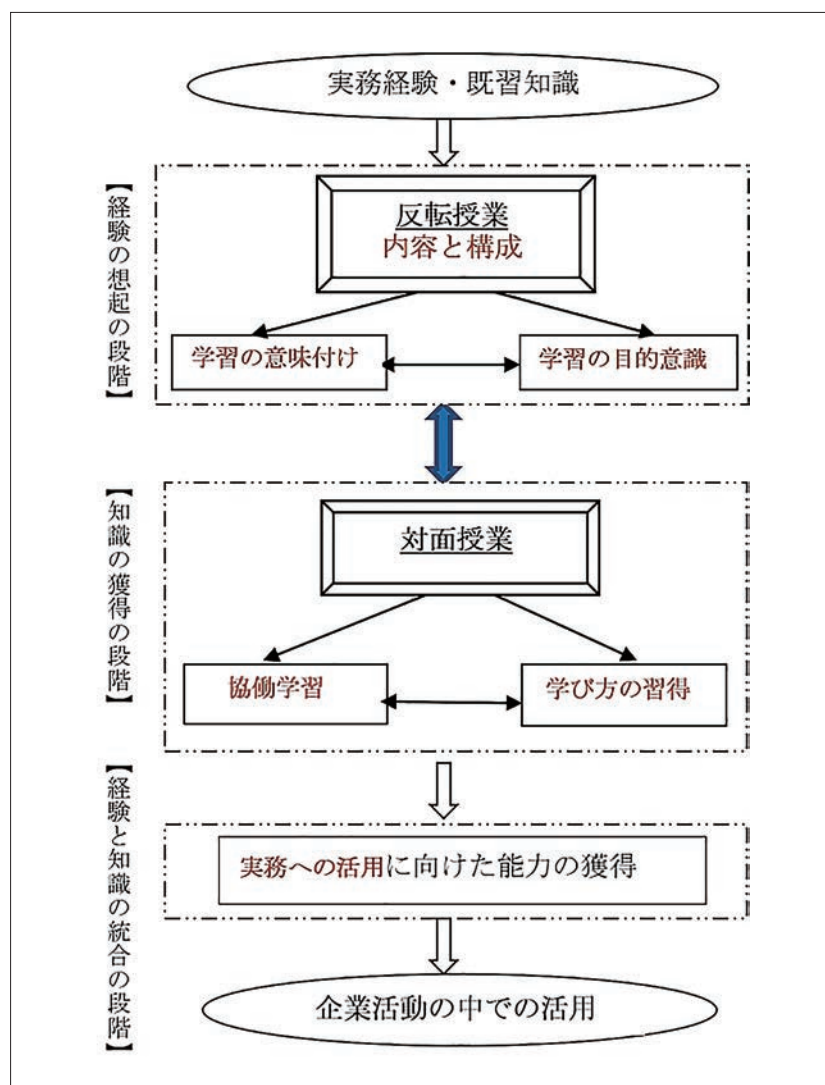 実務経験・既習知識
【経験の想起の段階】
反転授業
内容と構成
学習の意味付け
学習の目的意識
【知識の獲得の段階】
対面授業
協働学習
学び方の習得
【経験と知識の統合の段階】
実務への活用に向けた能力の獲得
企業活動の中での活用